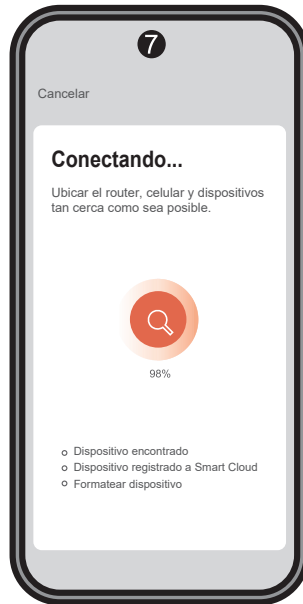 7
Cancelar
Conectando...
Ubicar el router, celular y dispositivos
tan cerca como sea posible.
98%
Dispositivo encontrado
Dispositivo registrado a Smart Cloud
Formatear dispositivo